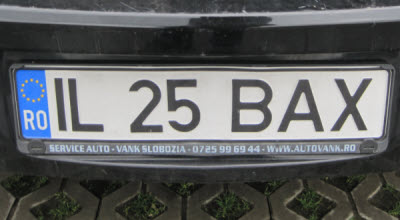 RO IL 25 BAX
SERVICE AUTO - VANK SLOBOZIA - 0725 99 69 44 - WWW.AUTOVANK.RO